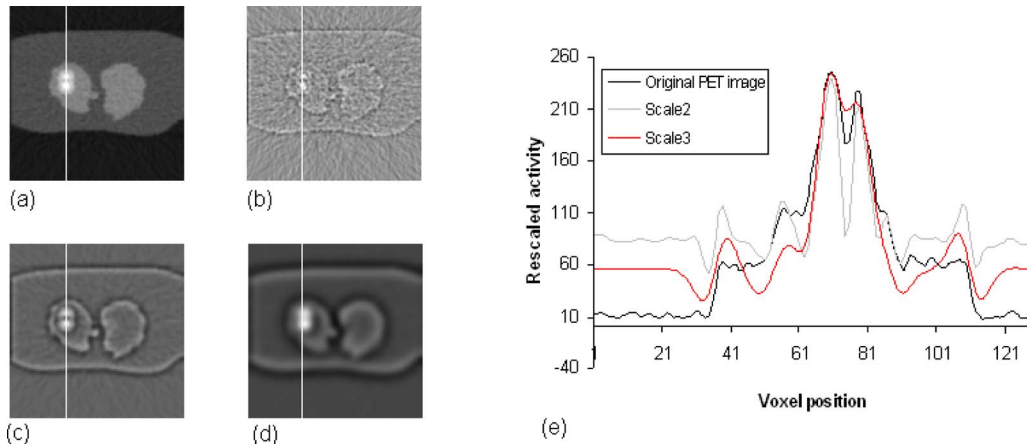 (a)
(b)
(c)
(d)
260
210
160
110
60
10
-40
Rescaled activity
Original PET image
Scale2
Scale3
1
21
41
61
81
101
121
Voxel position
(e)